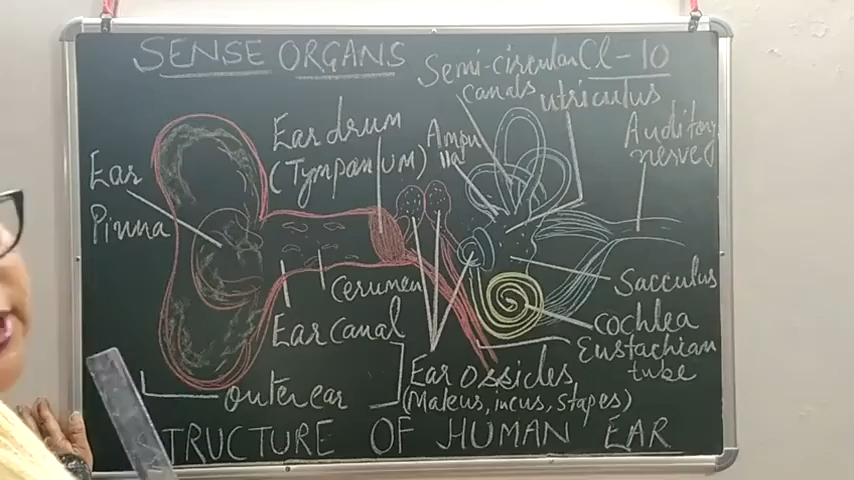 SENSE ORGANS
CL-10
Semi-circular
canals
utriculus
Ear drum
(Tympanum)
Ampu
lla
Auditory
nerve
Ear
Pinna
Cerumen
Ear Canal
Sacculus
Cochlea
Eustachian
tube
Outer ear
Ear Ossicles
(Maleus, incus, stapes)
TRUCTURE OF HUMAN EAR